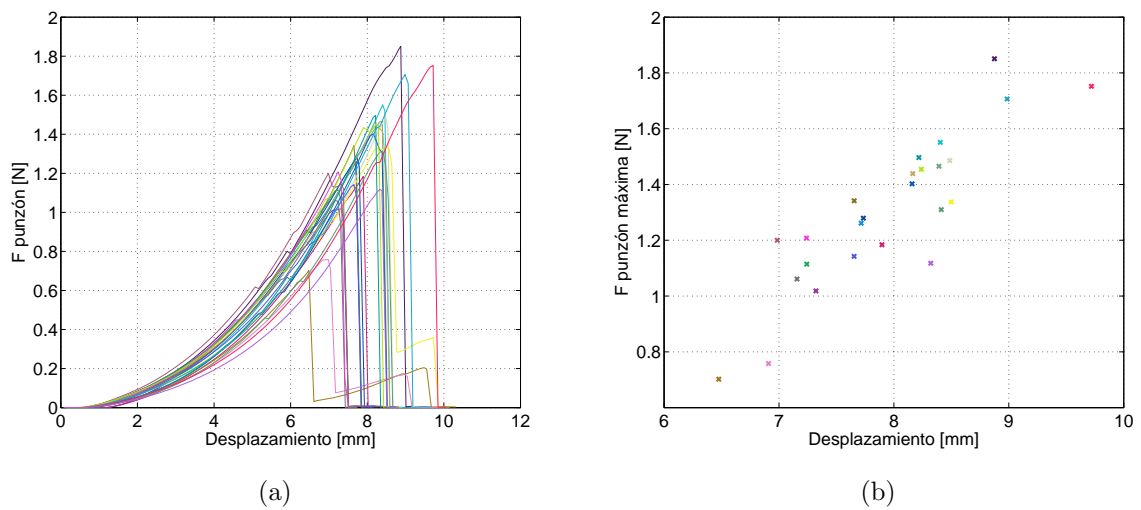 2
1.8
1.6
1.4
1.2
1
0.8
0.6
0.4
0.2
0
0 2 4 6 8 10 12
F punzón [N]
Desplazamiento [mm]
(a)
2
1.8
1.6
1.4
1.2
1
0.8
6 7 8 9 10
F punzón máxima [N]
Desplazamiento [mm]
(b)